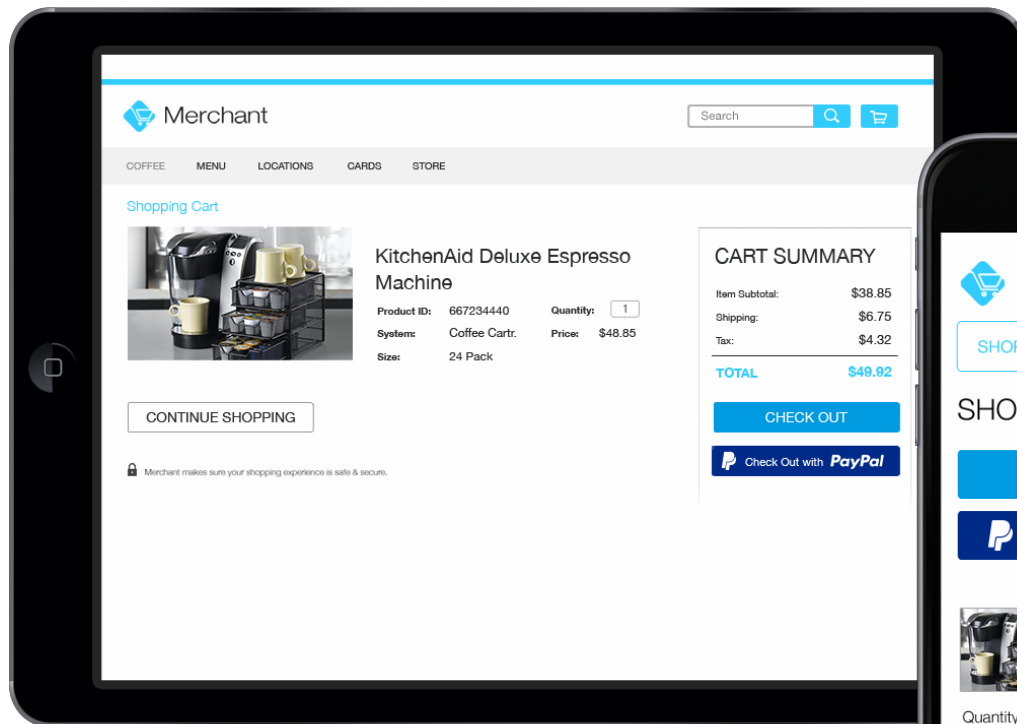 Merchant
Search
COFFEE MENU LOCATIONS CARDS STORE
Shopping Cart
KitchenAid Deluxe Espresso
Machine
Product ID: 667234440 Quantity: 1
System: Coffee Cartr. Price: $48.85
Size: 24 Pack
CONTINUE SHOPPING
Merchant makes sure your shopping experience is safe & secure.
CART SUMMARY
Item Subtotal: $38.85
Shipping: $6.75
Tax: $4.32
TOTAL $49.92
CHECK OUT
Check Out with PayPal
SHOP
SHO
Quantity